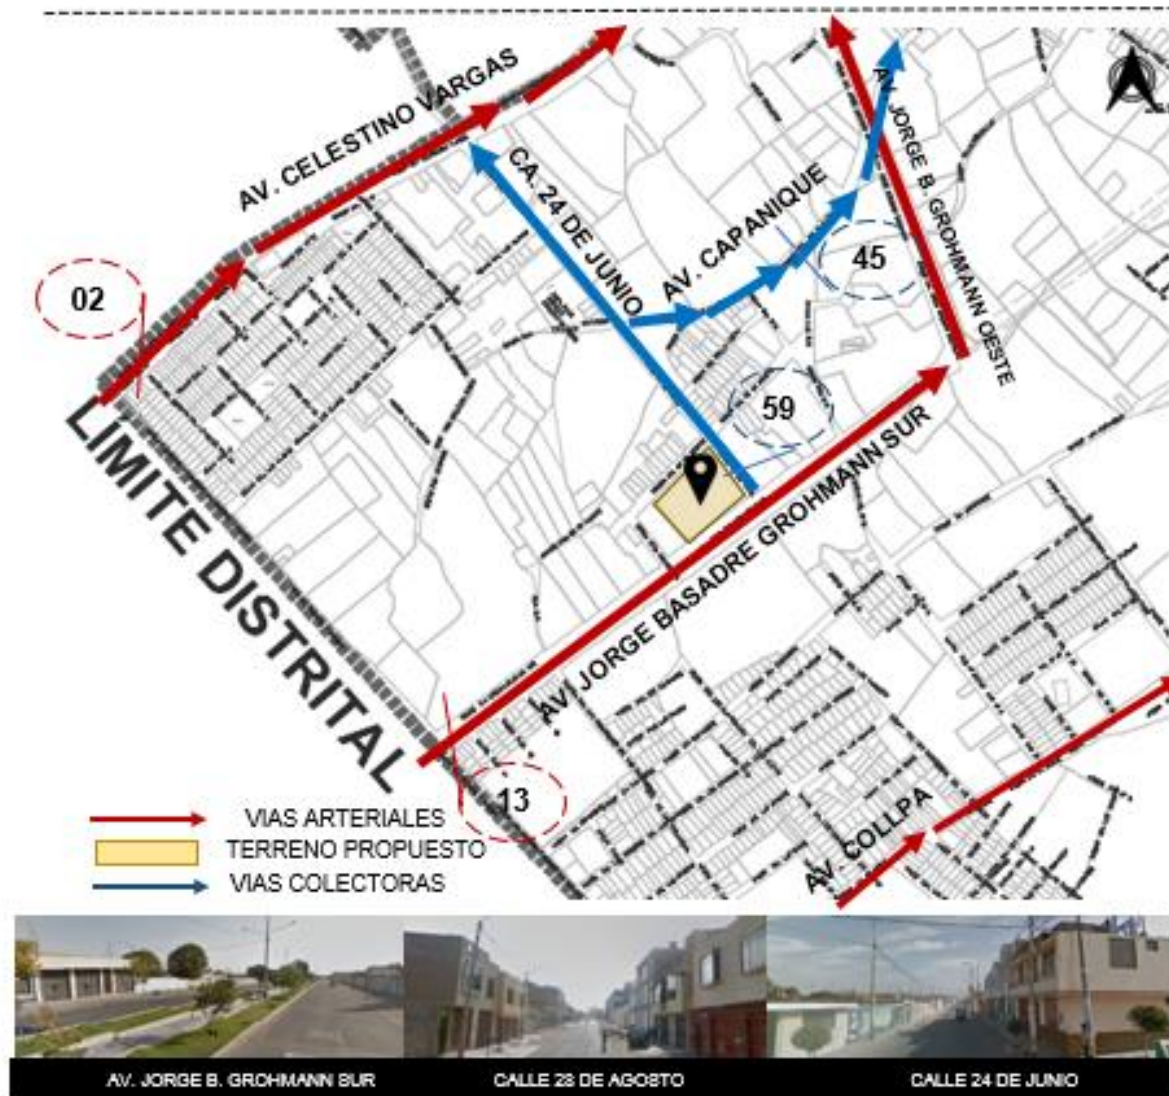 AV. CELESTINO VARGAS
CA. 24 DE JUNIO
AV. CAPANIQUE
AV. JORGE B. GROHMANN OESTE
45
02
59
AV. JORGE BASADRE GROHMANN SUR
LÍMITE DISTRITAL
13
AV. COLLPA
VIAS ARTERIALES
TERRENO PROPUESTO
VIAS COLECTORAS
AV. JORGE B. GROHMANN SUR
CALLE 28 DE AGOSTO
CALLE 24 DE JUNIO